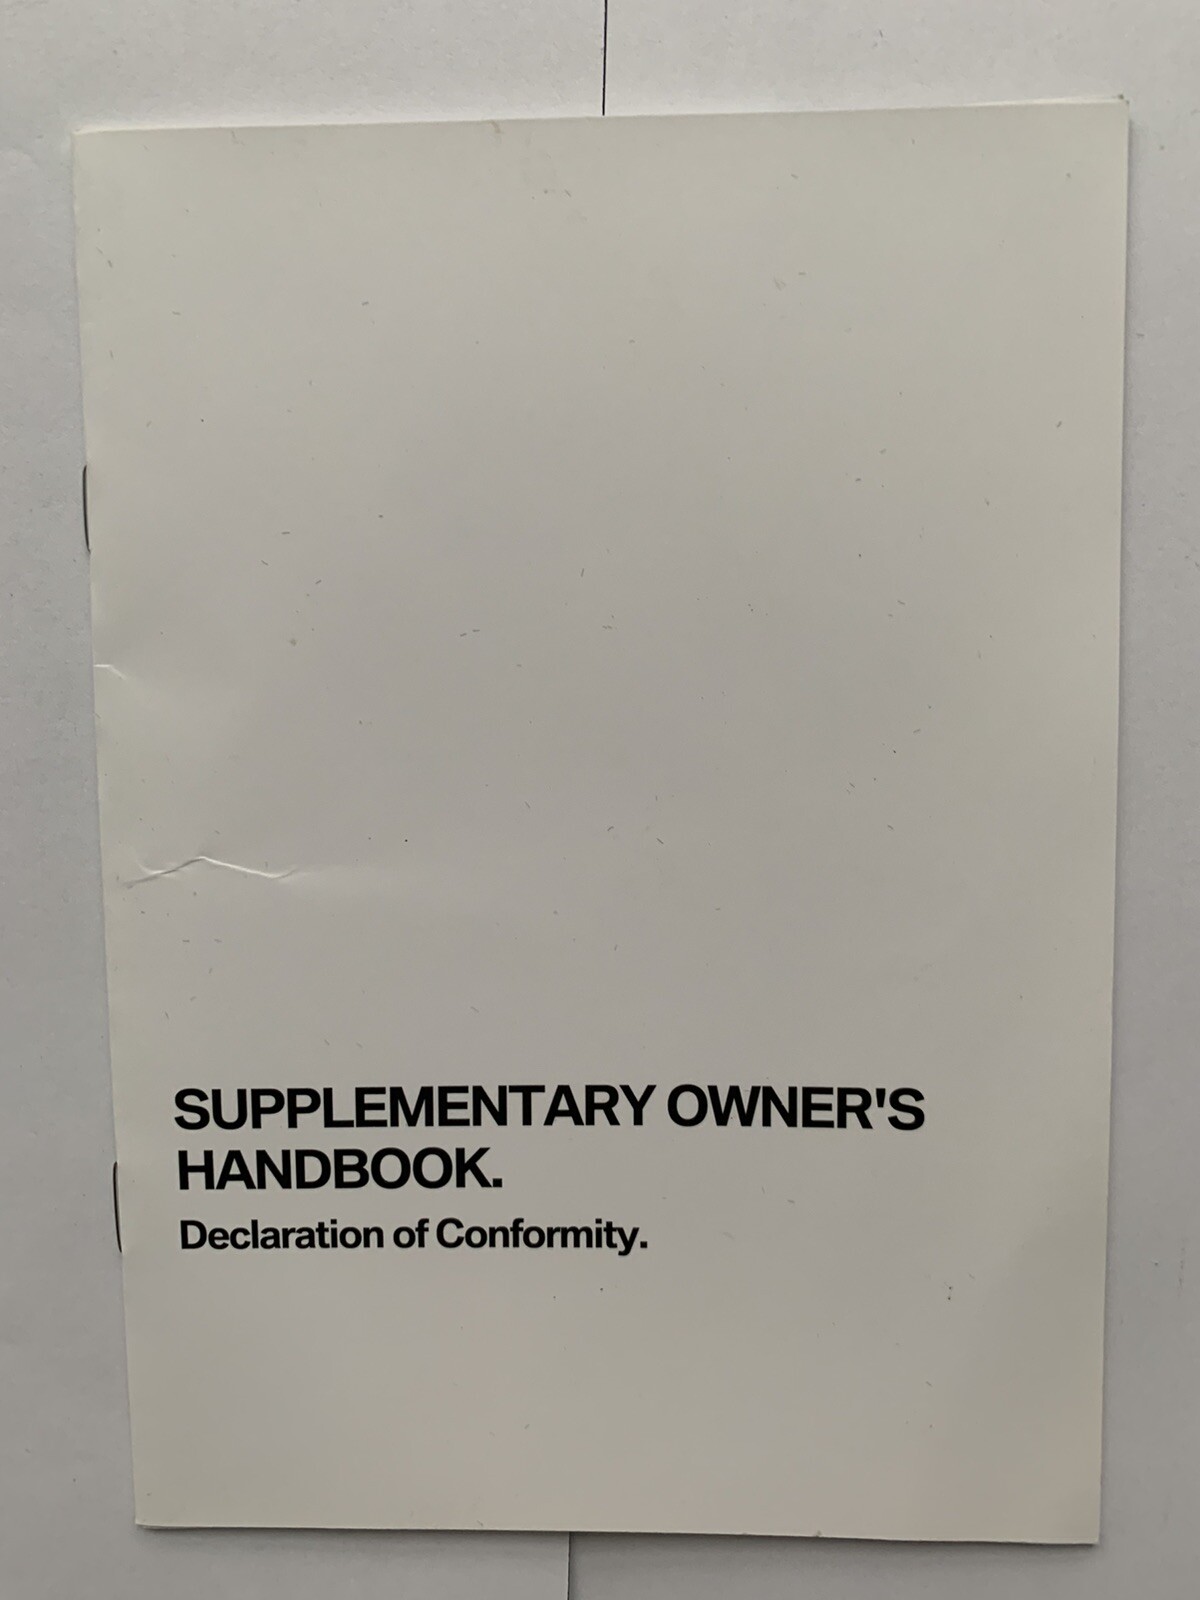 SUPPLEMENTARY OWNER'S
HANDBOOK.
Declaration of Conformity.